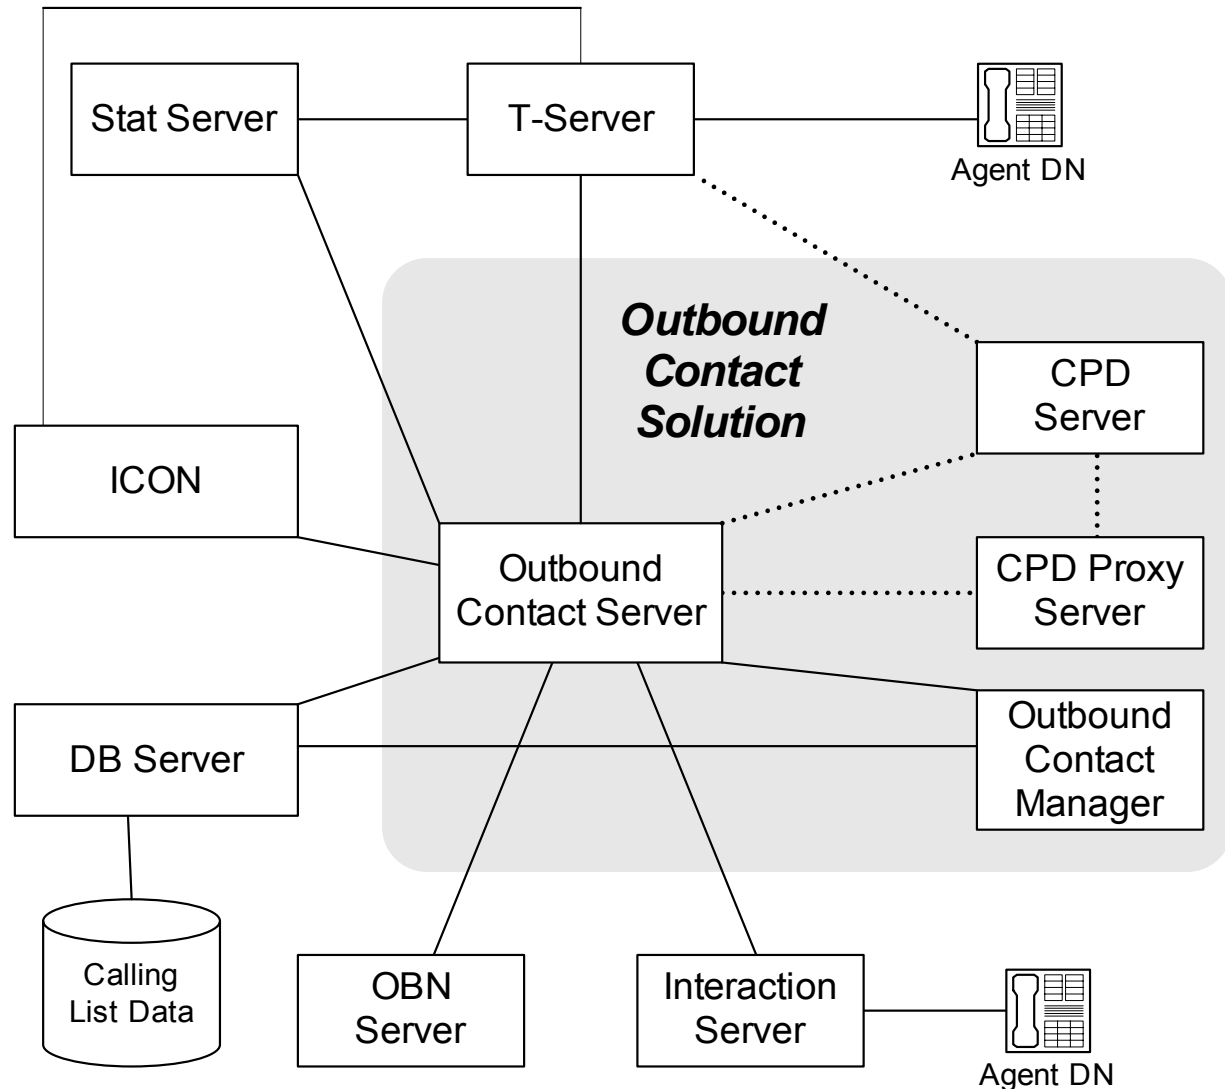 Stat Server
T-Server
Agent DN
Outbound
Contact
Solution
CPD
Server
ICON
Outbound
Contact Server
CPD Proxy
Server
DB Server
Outbound
Contact
Manager
Calling
List Data
OBN
Server
Interaction
Server
Agent DN